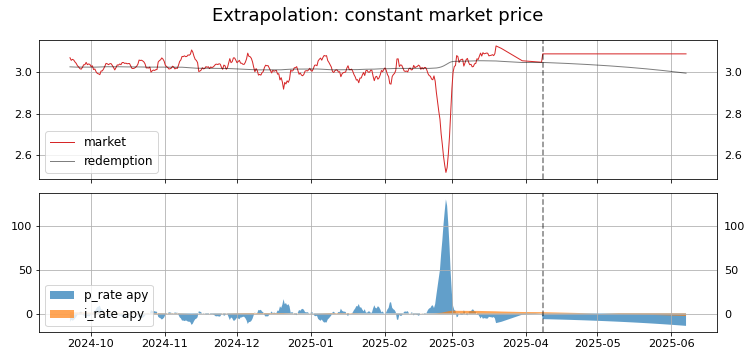 Extrapolation: constant market price
3.0 3.0
2.8 2.8
2.6 2.6
market
redemption
100 100
50 50
0 0
p_rate apy
i_rate apy
2024-10 2024-11 2024-12 2025-01 2025-02 2025-03 2025-04 2025-05 2025-06